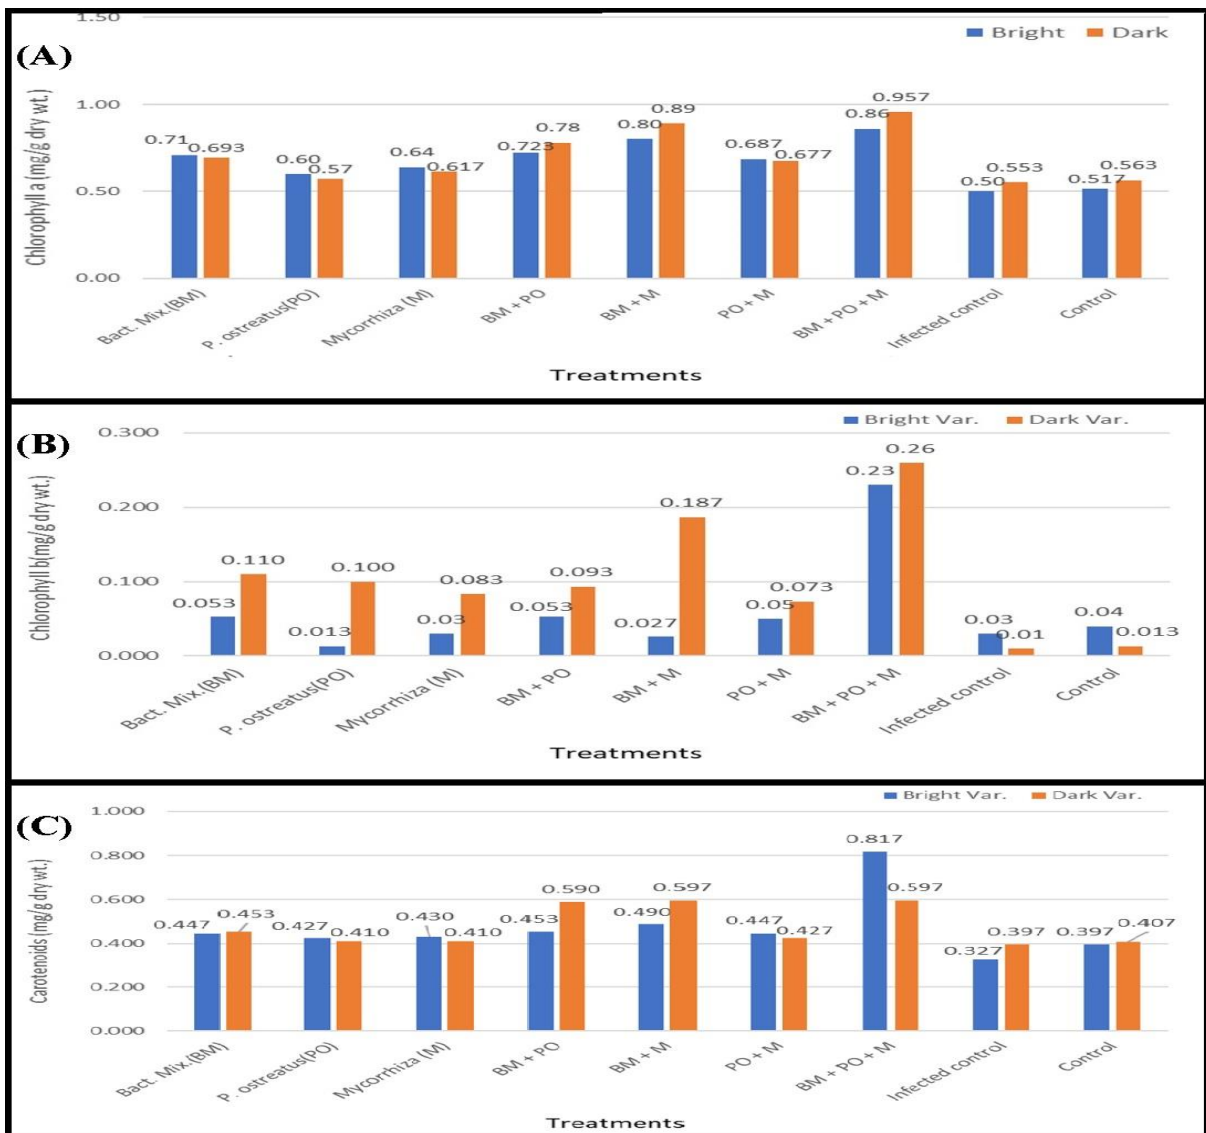 1.50
(A)
Bright Dark
Chlorophyll a (mg/g dry wt.)
1.00
0.50
0.00
0.71 0.693 0.60 0.57 0.64 0.617 0.723 0.78 0.80 0.89 0.687 0.677 0.86 0.957 0.50 0.553 0.517 0.563
Bact. Mix.(BM) P. ostreatus(PO) Mycorrhiza (M) BM + PO BM + M PO + M BM + PO + M Infected control Control
Treatments
(B)
Bright Var. Dark Var.
Chlorophyll b(mg/g dry wt.)
0.300
0.200
0.100
0.000
0.053 0.110 0.013 0.100 0.03 0.083 0.053 0.093 0.027 0.187 0.05 0.073 0.23 0.26 0.03 0.01 0.04 0.013
Bact. Mix.(BM) P. ostreatus(PO) Mycorrhiza (M) BM + PO BM + M PO + M BM + PO + M Infected control Control
Treatments
(C)
Bright Var. Dark Var.
Carotenoids (mg/g dry wt.)
1.000
0.800
0.600
0.400
0.200
0.000
0.447 0.453 0.427 0.410 0.430 0.410 0.453 0.590 0.490 0.597 0.447 0.427 0.817 0.597 0.327 0.397 0.397 0.407
Bact. Mix.(BM) P. ostreatus(PO) Mycorrhiza (M) BM + PO BM + M PO + M BM + PO + M Infected control Control
Treatments